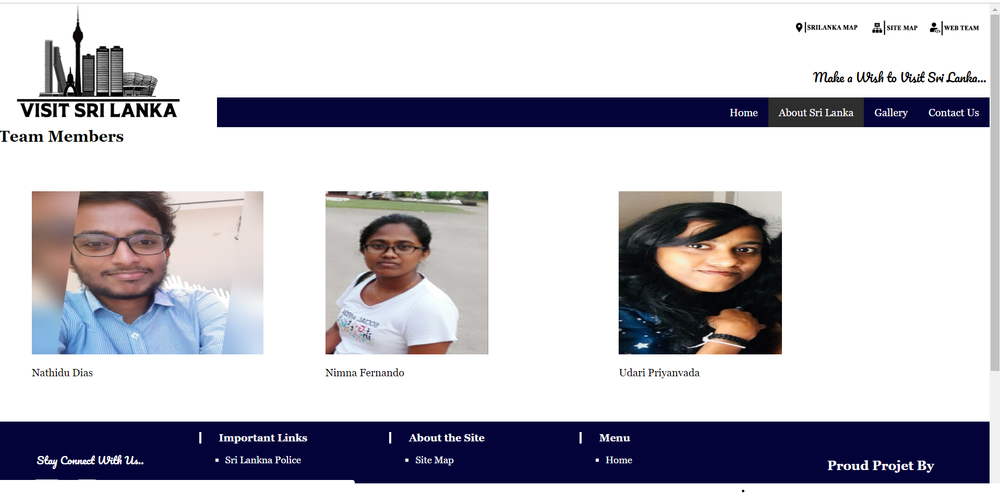 SRILANKA MAP
SITE MAP
WEB TEAM
Make a Wish to Visit Sri Lanka...
VISIT SRI LANKA
Home
About Sri Lanka
Gallery
Contact Us
Team Members
SOCIAL MEDIA
Nathidu Dias
Nimna Fernando
Udari Priyanvada
Stay Connect With Us..
Important Links
Sri Lankna Police
About the Site
Site Map
Menu
Home
Proud Projet By